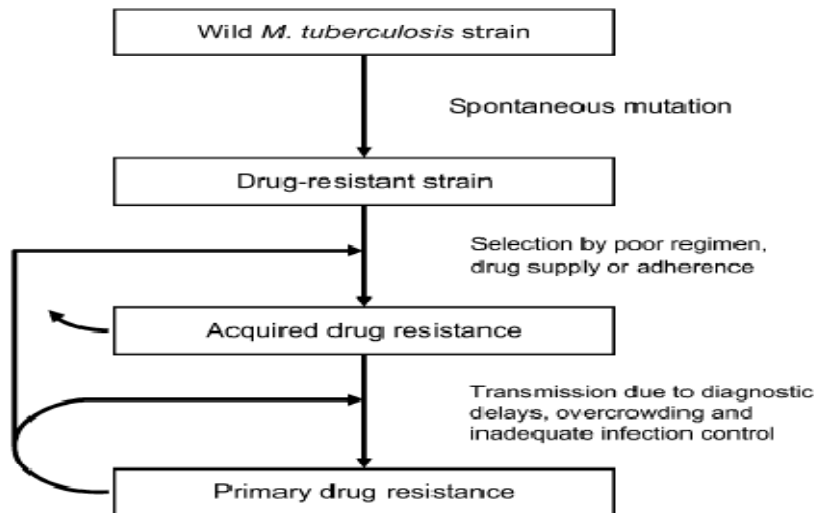 Wild M. tuberculosis strain
Spontaneous mutation
Drug-resistant strain
Selection by poor regimen,
drug supply or adherence
Acquired drug resistance
Transmission due to diagnostic
delays, overcrowding and
inadequate infection control
Primary drug resistance